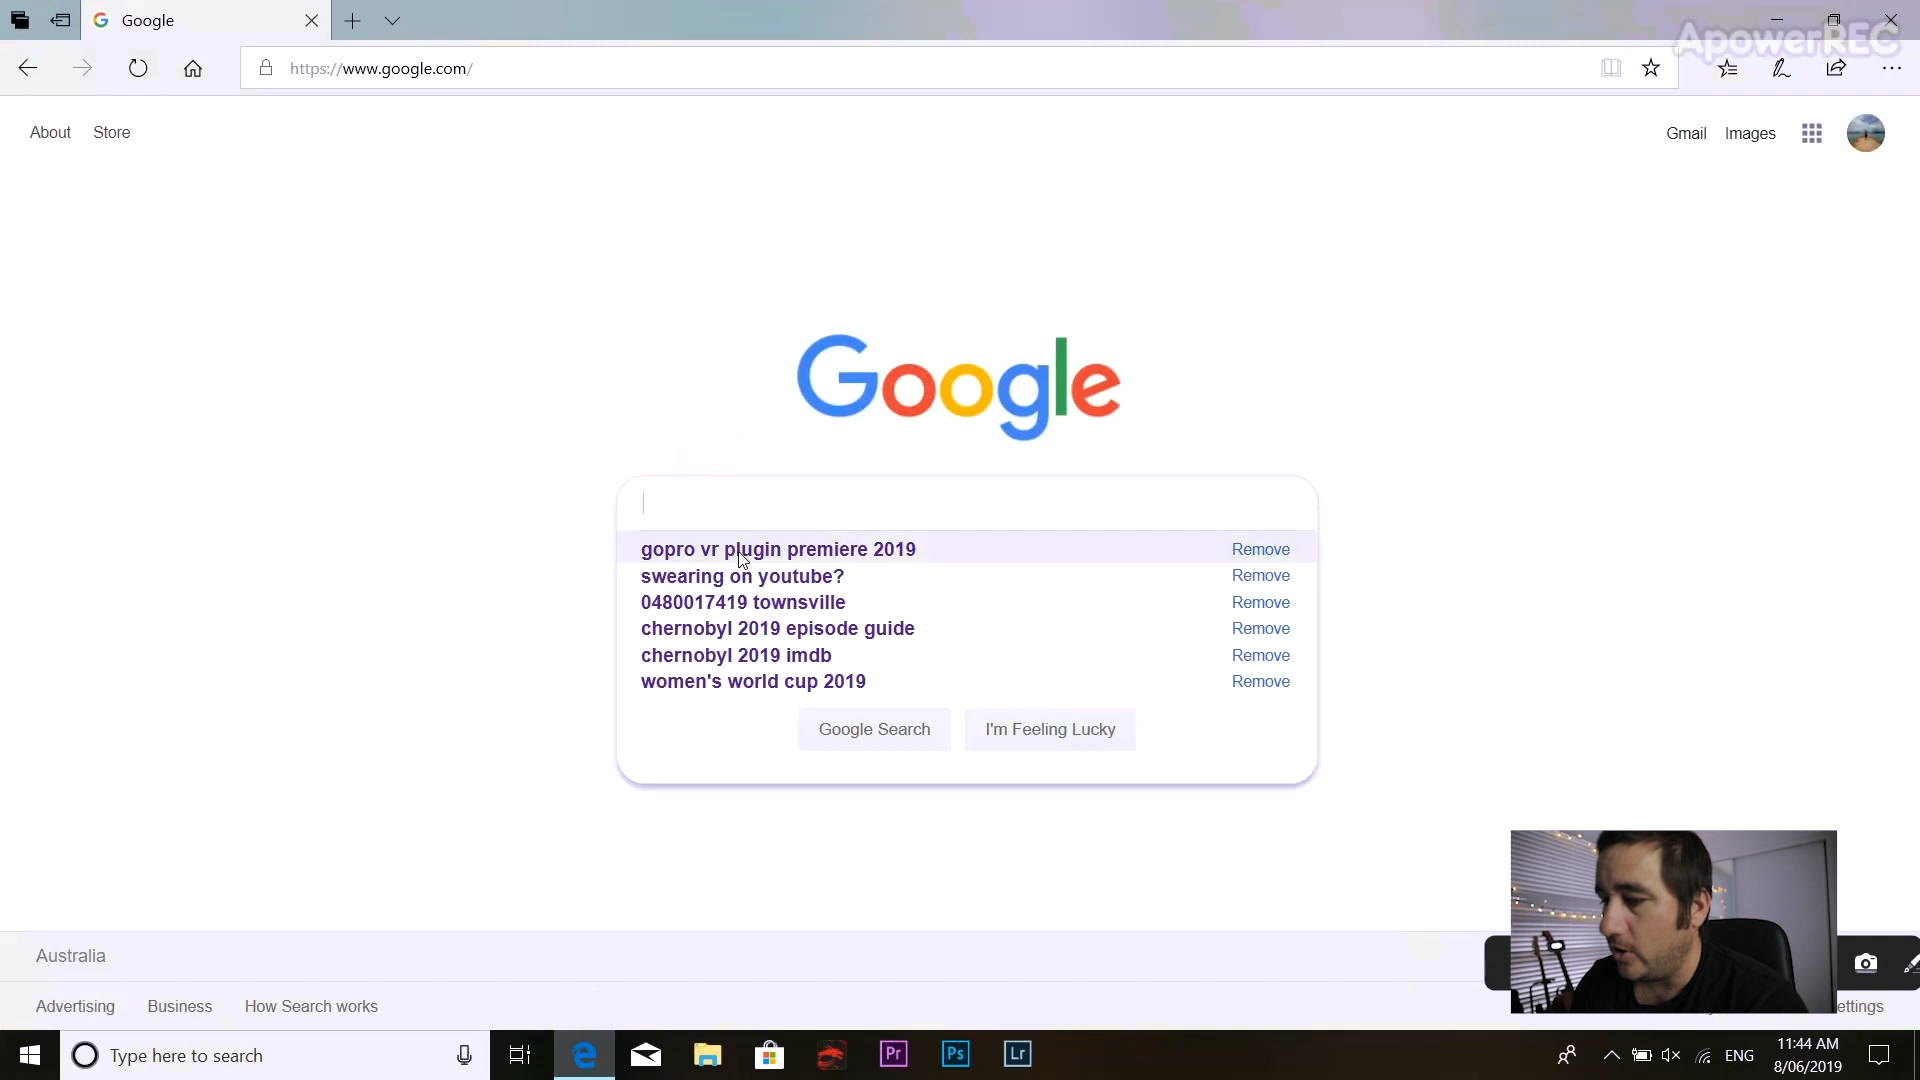 Google
ApowerREC
https://www.google.com/
About Store
Gmail Images
Google
gopro vr plugin premiere 2019 Remove
swearing on youtube? Remove
0480017419 townsville Remove
chernobyl 2019 episode guide Remove
chernobyl 2019 imdb Remove
women's world cup 2019 Remove
Google Search I'm Feeling Lucky
Australia
Advertising Business How Search works
ettings
Type here to search
Pr
Ps
Lr
ENG
11:44 AM
8/06/2019